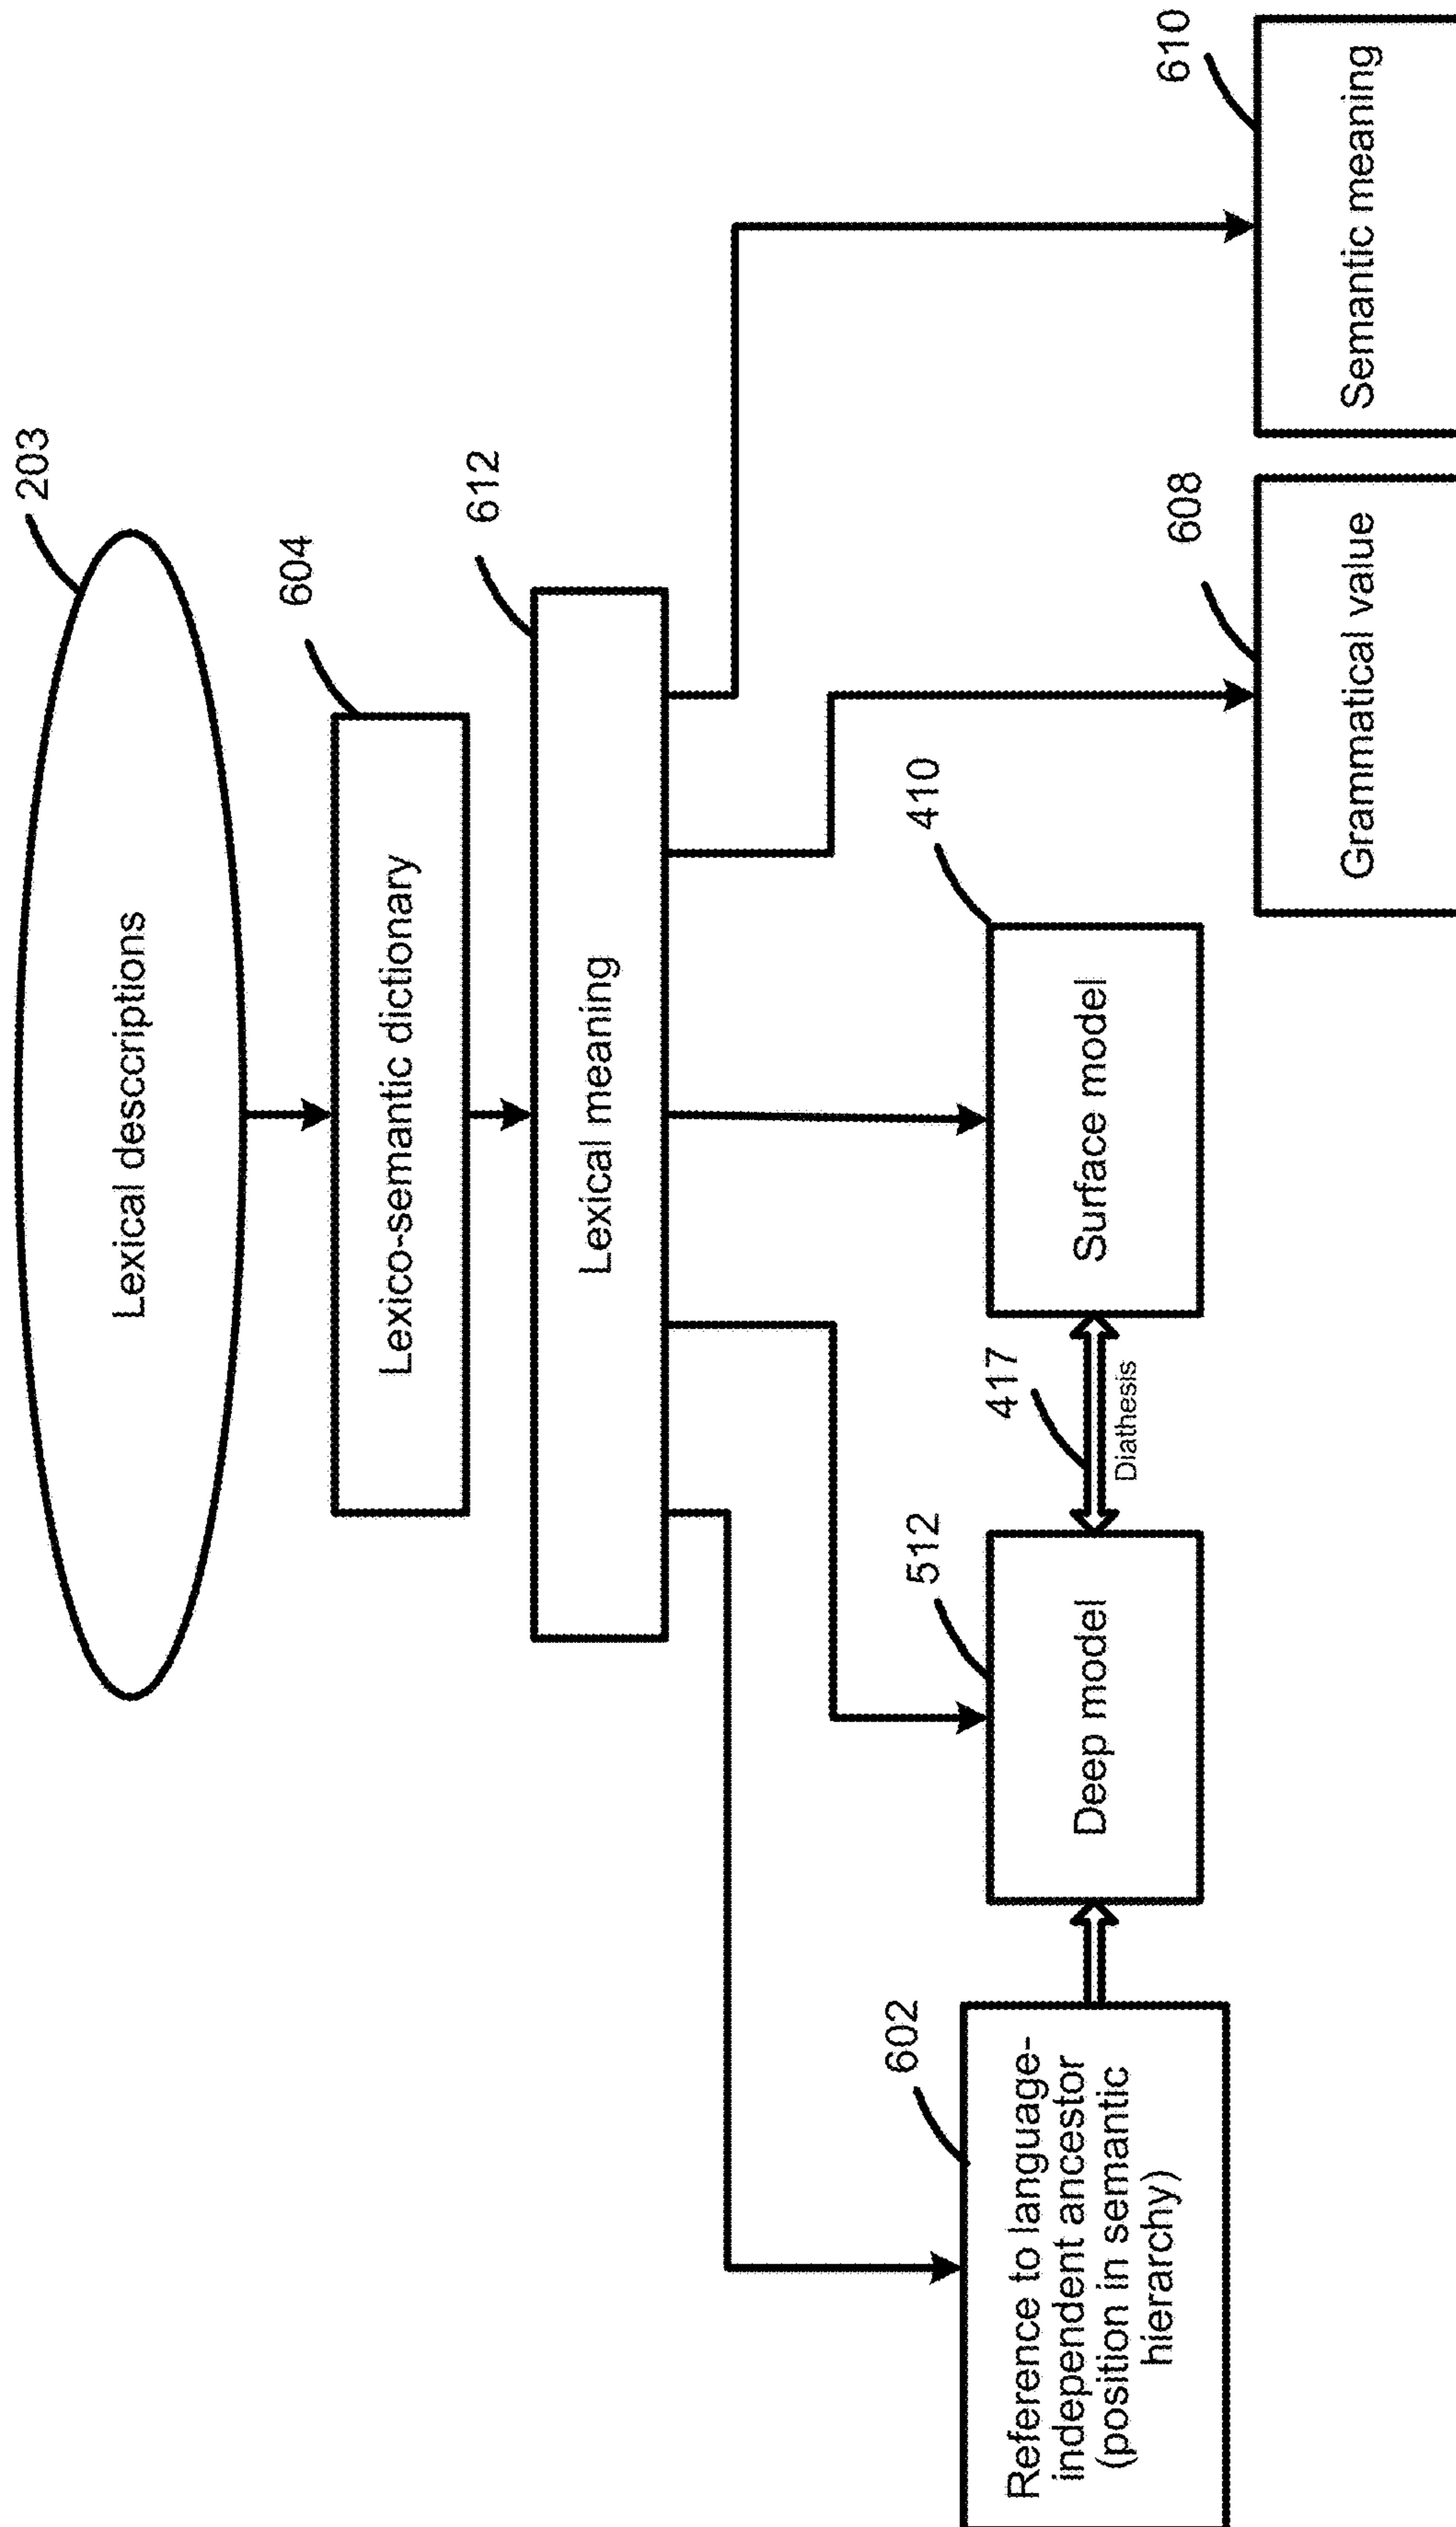 203
Lexical descriptions
604
Lexico-semantic dictionary
612
Lexical meaning
602
Reference to language-
independent ancestor
(position in semantic
hierarchy)
512
Deep model
417
Diathesis
410
Surface model
608
Grammatical value
610
Semantic meaning